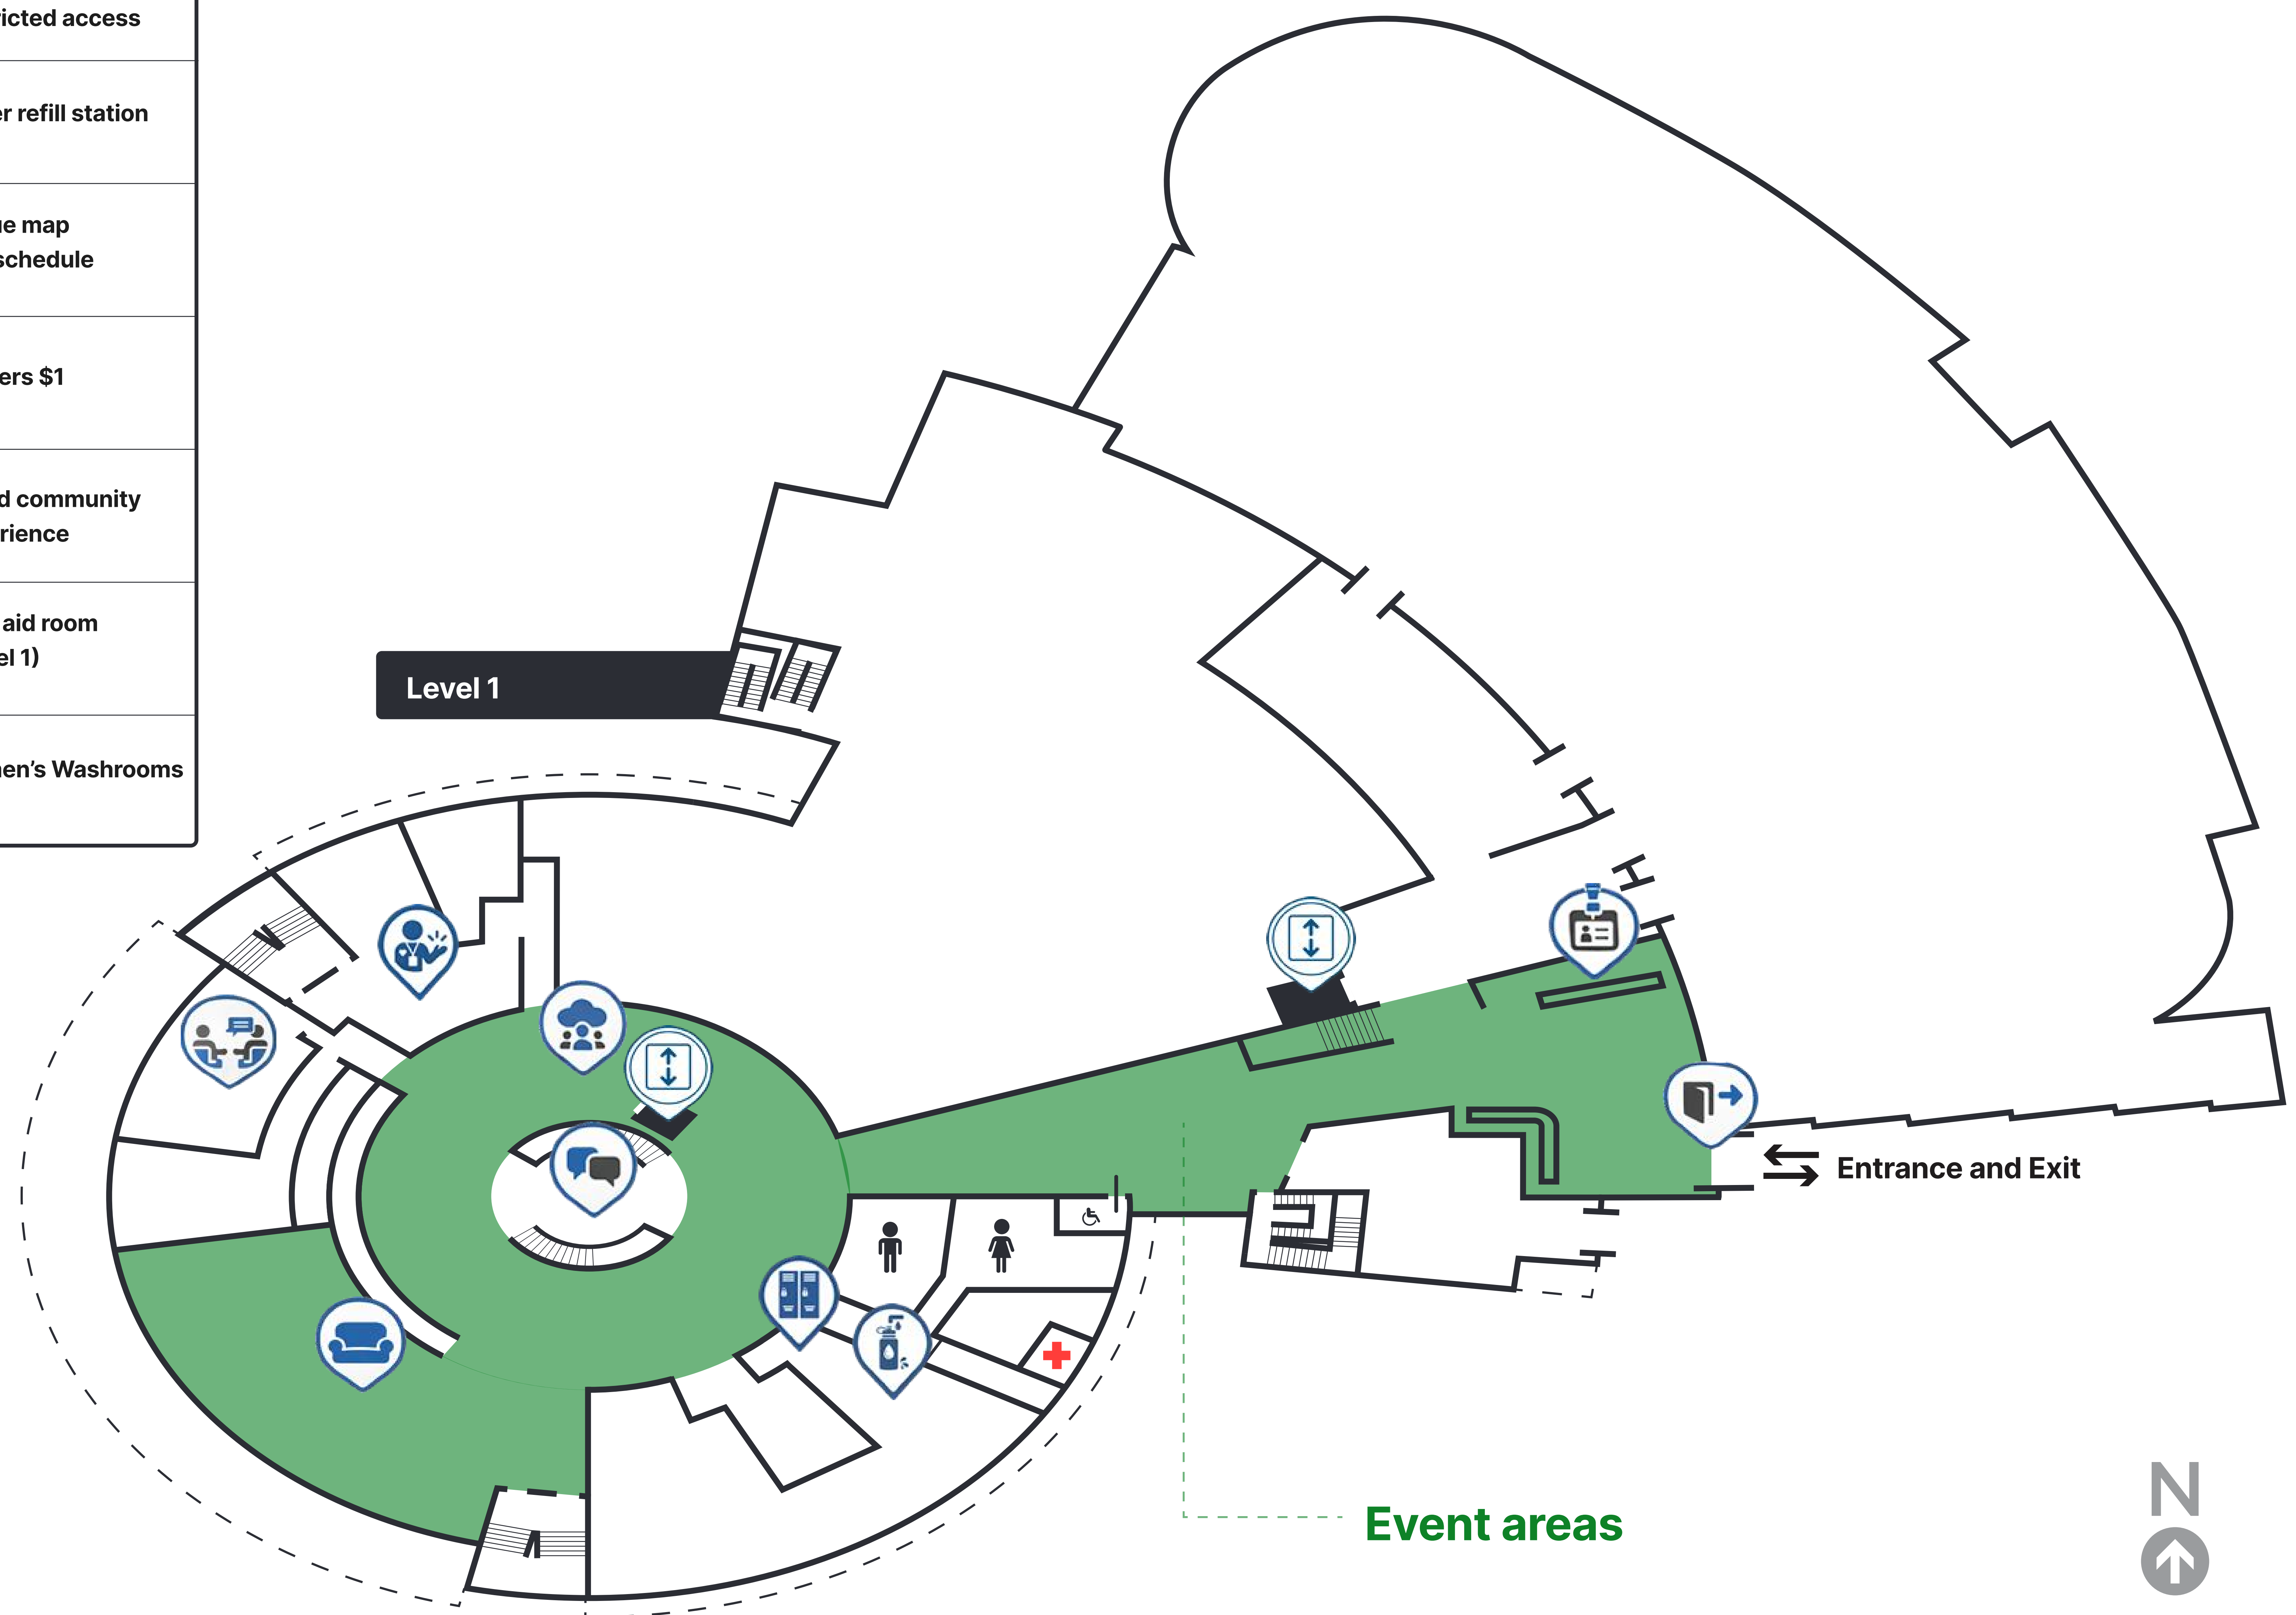 icted access
r refill station
e map
schedule
ers $1
d community
rience
aid room
el 1)
en's Washrooms
Level 1
Entrance and Exit
Event areas
N